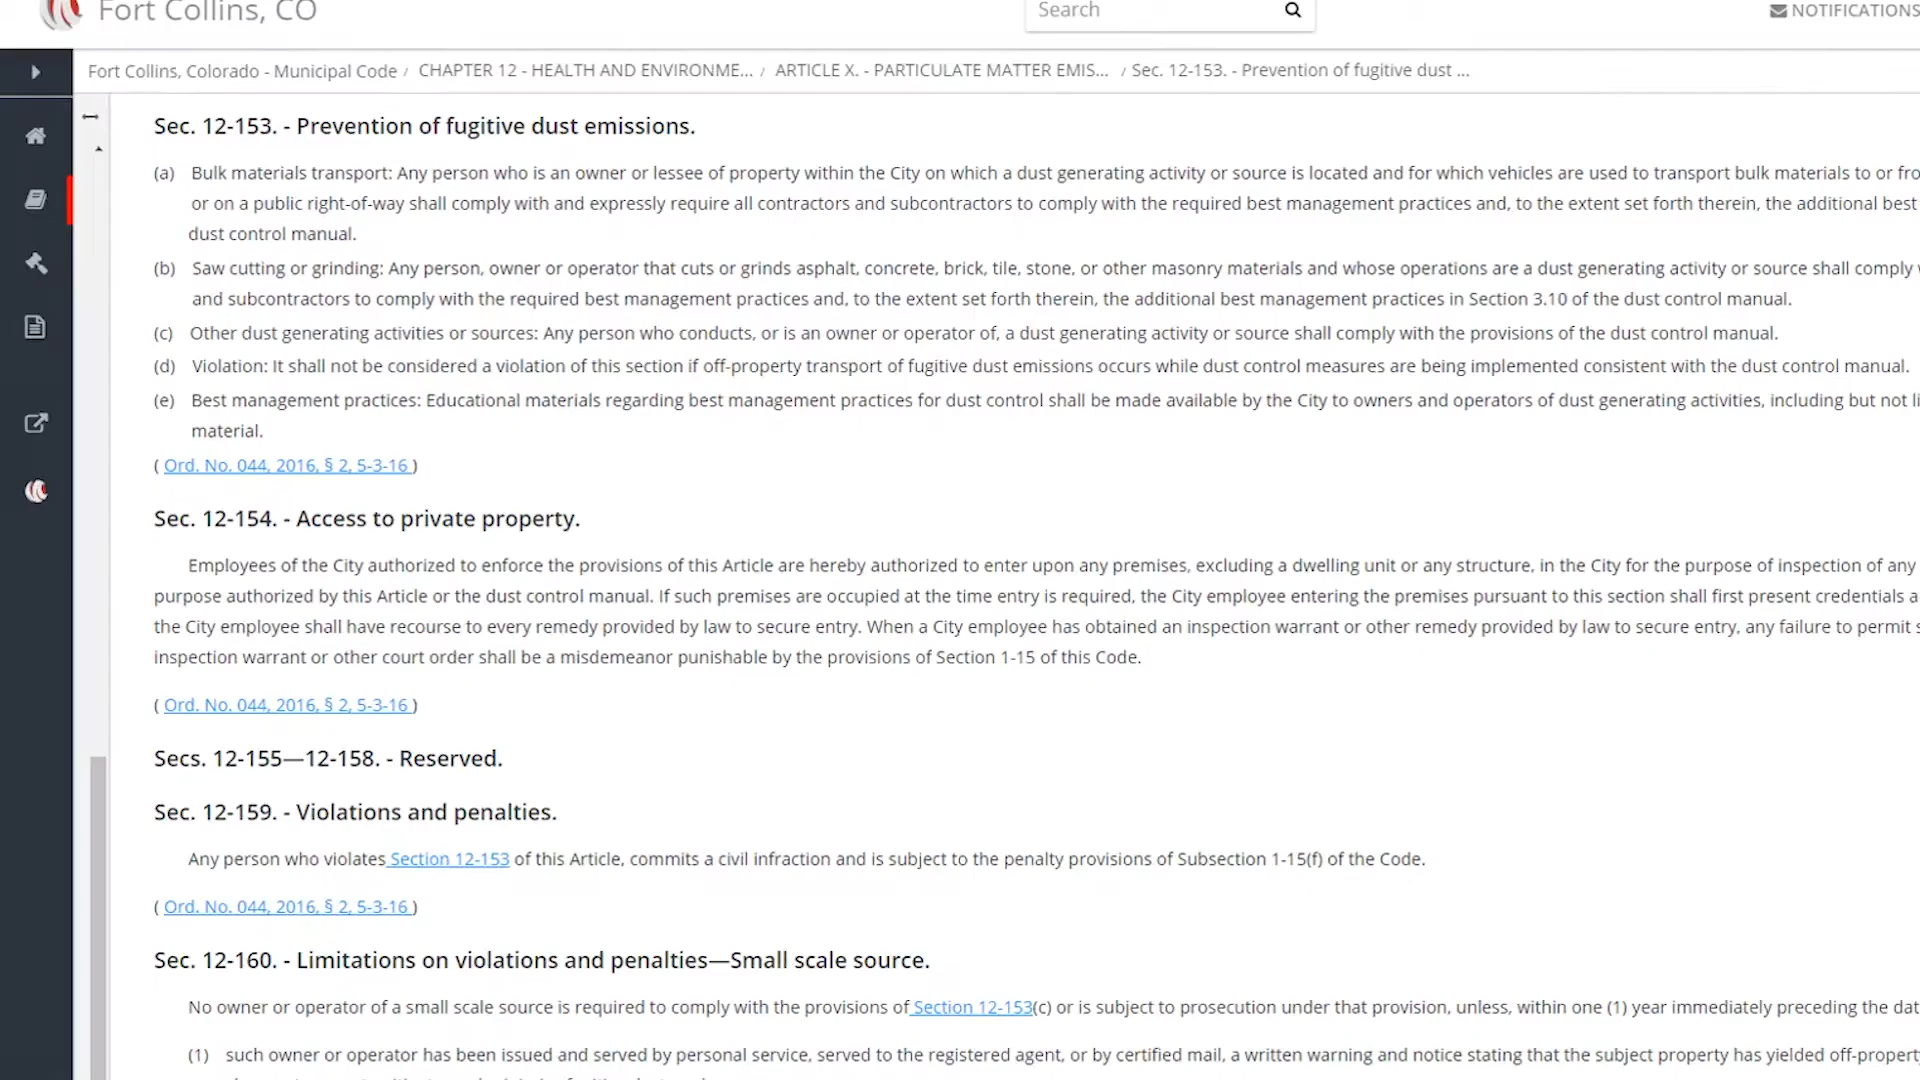 Fort Collins, CO
Search
NOTIFICATIONS
Fort Collins, Colorado - Municipal Code / CHAPTER 12 - HEALTH AND ENVIRONME... / ARTICLE X. - PARTICULATE MATTER EMIS... / Sec. 12-153. - Prevention of fugitive dust ...
Sec. 12-153. - Prevention of fugitive dust emissions.
(a) Bulk materials transport: Any person who is an owner or lessee of property within the City on which a dust generating activity or source is located and for which vehicles are used to transport bulk materials to or fro
or on a public right-of-way shall comply with and expressly require all contractors and subcontractors to comply with the required best management practices and, to the extent set forth therein, the additional best
dust control manual.
(b) Saw cutting or grinding: Any person, owner or operator that cuts or grinds asphalt, concrete, brick, tile, stone, or other masonry materials and whose operations are a dust generating activity or source shall comply
and subcontractors to comply with the required best management practices and, to the extent set forth therein, the additional best management practices in Section 3.10 of the dust control manual.
(c) Other dust generating activities or sources: Any person who conducts, or is an owner or operator of, a dust generating activity or source shall comply with the provisions of the dust control manual.
(d) Violation: It shall not be considered a violation of this section if off-property transport of fugitive dust emissions occurs while dust control measures are being implemented consistent with the dust control manual.
(e) Best management practices: Educational materials regarding best management practices for dust control shall be made available by the City to owners and operators of dust generating activities, including but not li
material.
( Ord. No. 044, 2016, § 2, 5-3-16 )
Sec. 12-154. - Access to private property.
Employees of the City authorized to enforce the provisions of this Article are hereby authorized to enter upon any premises, excluding a dwelling unit or any structure, in the City for the purpose of inspection of any
purpose authorized by this Article or the dust control manual. If such premises are occupied at the time entry is required, the City employee entering the premises pursuant to this section shall first present credentials a
the City employee shall have recourse to every remedy provided by law to secure entry. When a City employee has obtained an inspection warrant or other remedy provided by law to secure entry, any failure to permit s
inspection warrant or other court order shall be a misdemeanor punishable by the provisions of Section 1-15 of this Code.
( Ord. No. 044, 2016, § 2, 5-3-16 )
Secs. 12-155—12-158. - Reserved.
Sec. 12-159. - Violations and penalties.
Any person who violates Section 12-153 of this Article, commits a civil infraction and is subject to the penalty provisions of Subsection 1-15(f) of the Code.
( Ord. No. 044, 2016, § 2, 5-3-16 )
Sec. 12-160. - Limitations on violations and penalties—Small scale source.
No owner or operator of a small scale source is required to comply with the provisions of Section 12-153(c) or is subject to prosecution under that provision, unless, within one (1) year immediately preceding the dat
(1) such owner or operator has been issued and served by personal service, served to the registered agent, or by certified mail, a written warning and notice stating that the subject property has yielded off-propert